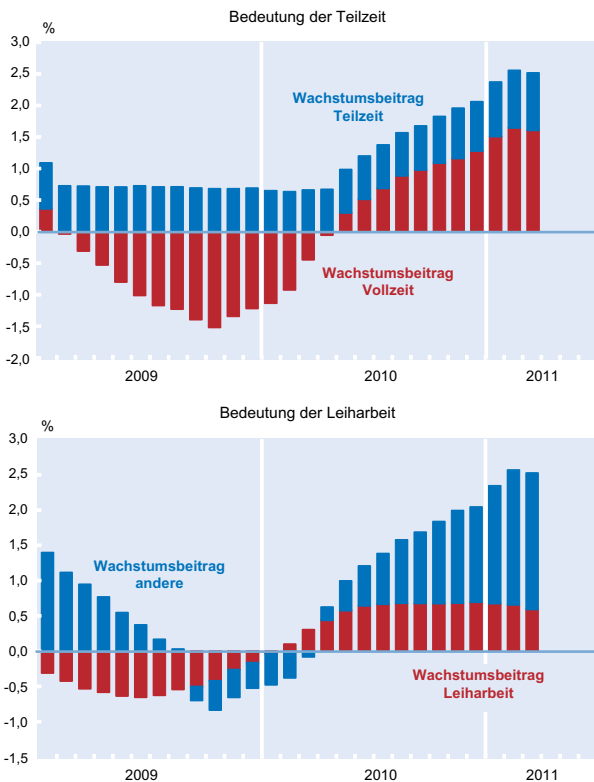 Bedeutung der Teilzeit
%
3,0
2,5
2,0
1,5
1,0
0,5
0,0
-0,5
-1,0
-1,5
-2,0
Wachstumsbeitrag
Teilzeit
Wachstumsbeitrag
Vollzeit
2009 2010 2011
Bedeutung der Leiharbeit
%
3,0
2,5
2,0
1,5
1,0
0,5
0,0
-0,5
-1,0
-1,5
Wachstumsbeitrag
andere
Wachstumsbeitrag
Leiharbeit
2009 2010 2011